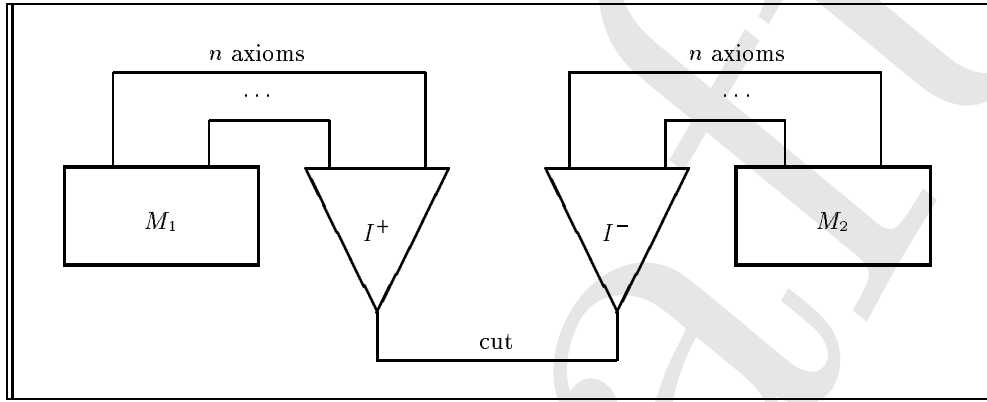 n axioms
n axioms
...
...
M₁
I⁺
I⁻
M₂
cut